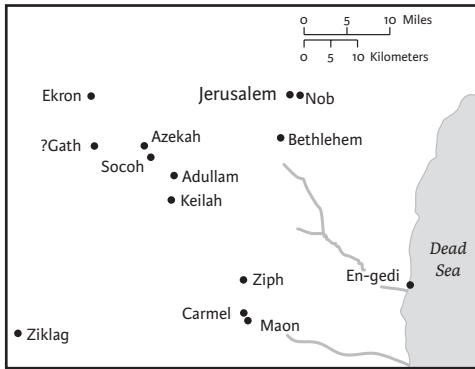 0 5 10 Miles
0 5 10 Kilometers
Ekron
Jerusalem
Nob
?Gath
Azekah
Bethlehem
Socoh
Adullam
Keilah
Dead
Sea
Ziph
En-gedi
Carmel
Maon
Ziklag